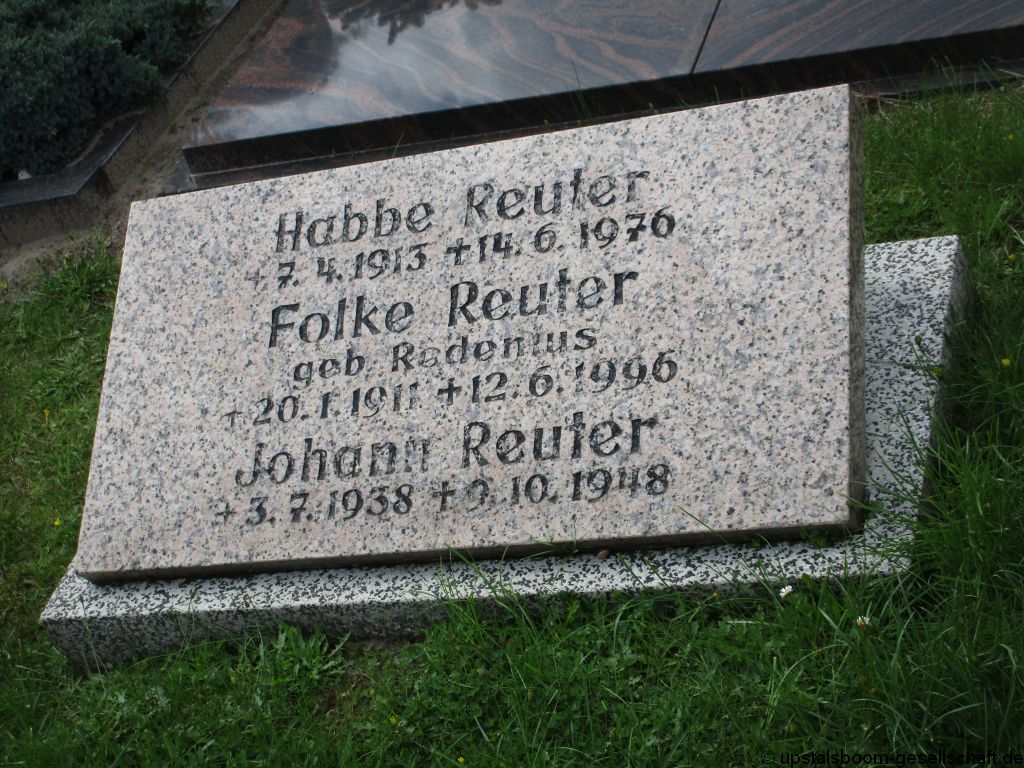 Habbe Reuter
* 7. 4. 1913 + 14. 6. 1976
Folke Reuter
geb. Redenius
* 20. 1. 1911 + 12. 6. 1996
Johann Reuter
* 3. 7. 1938 + 9. 10. 1948
© upstalsboom-gesellschaft.de